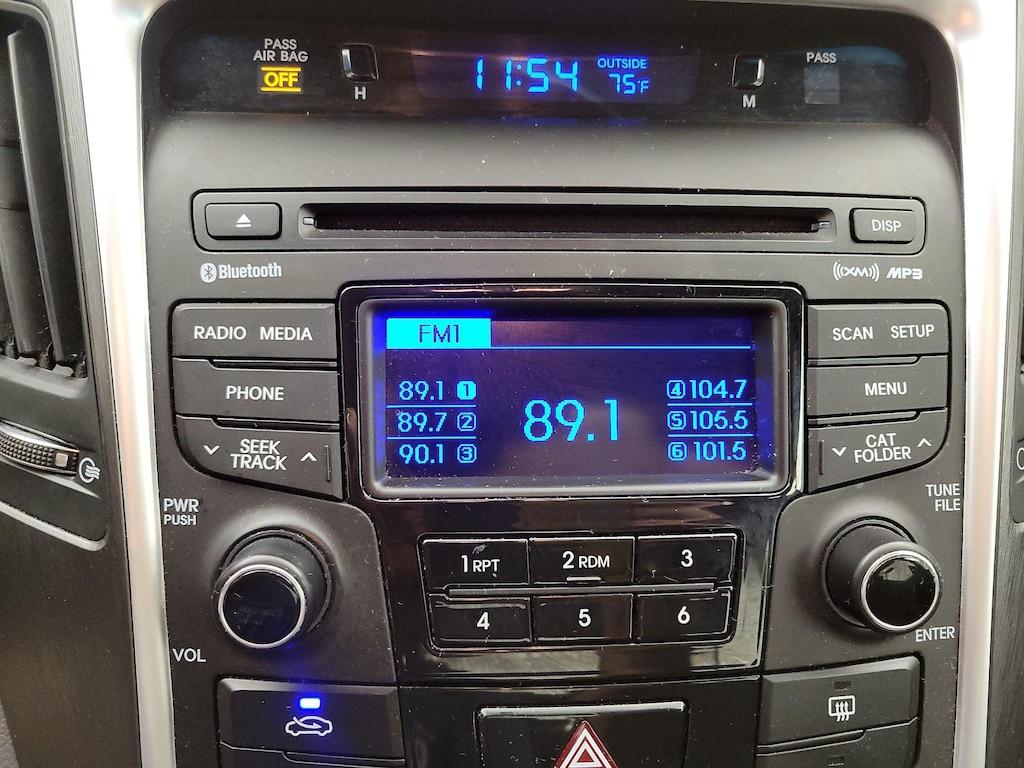 PASS
AIR BAG
OFF
H
11:54
OUTSIDE
75°F
M
PASS
DISP
Bluetooth
((XM)) MP3
RADIO MEDIA
FM1
SCAN SETUP
PHONE
89.1 1
89.7 2
90.1 3
89.1
4 104.7
5 105.5
6 101.5
MENU
SEEK
TRACK
CAT
FOLDER
PWR
PUSH
TUNE
FILE
1 RPT
2 RDM
3
4
5
6
VOL
ENTER